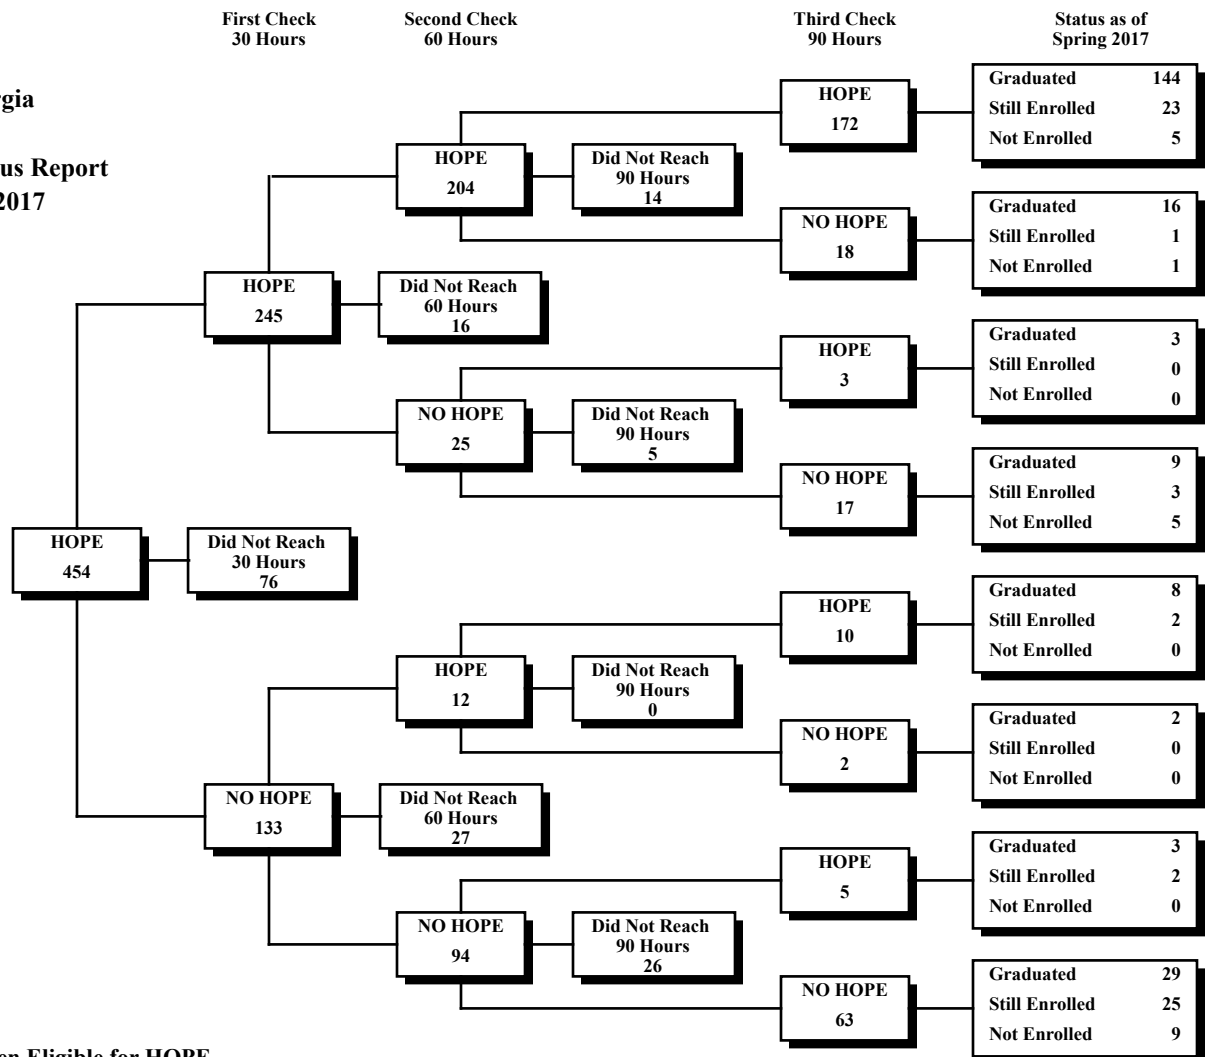 First Check
30 Hours
Second Check
60 Hours
Third Check
90 Hours
Status as of
Spring 2017
2017
HOPE
454
Did Not Reach
30 Hours
76
HOPE
245
Did Not Reach
60 Hours
16
NO HOPE
133
Did Not Reach
60 Hours
27
HOPE
204
Did Not Reach
90 Hours
14
NO HOPE
25
Did Not Reach
90 Hours
5
HOPE
12
Did Not Reach
90 Hours
0
NO HOPE
94
Did Not Reach
90 Hours
26
HOPE
172
Graduated 144
Still Enrolled 23
Not Enrolled 5
NO HOPE
18
Graduated 16
Still Enrolled 1
Not Enrolled 1
HOPE
3
Graduated 3
Still Enrolled 0
Not Enrolled 0
NO HOPE
17
Graduated 9
Still Enrolled 3
Not Enrolled 5
HOPE
10
Graduated 8
Still Enrolled 2
Not Enrolled 0
NO HOPE
2
Graduated 2
Still Enrolled 0
Not Enrolled 0
HOPE
5
Graduated 3
Still Enrolled 2
Not Enrolled 0
NO HOPE
63
Graduated 29
Still Enrolled 25
Not Enrolled 9
rgia
us Report
en Eligible for HOPE